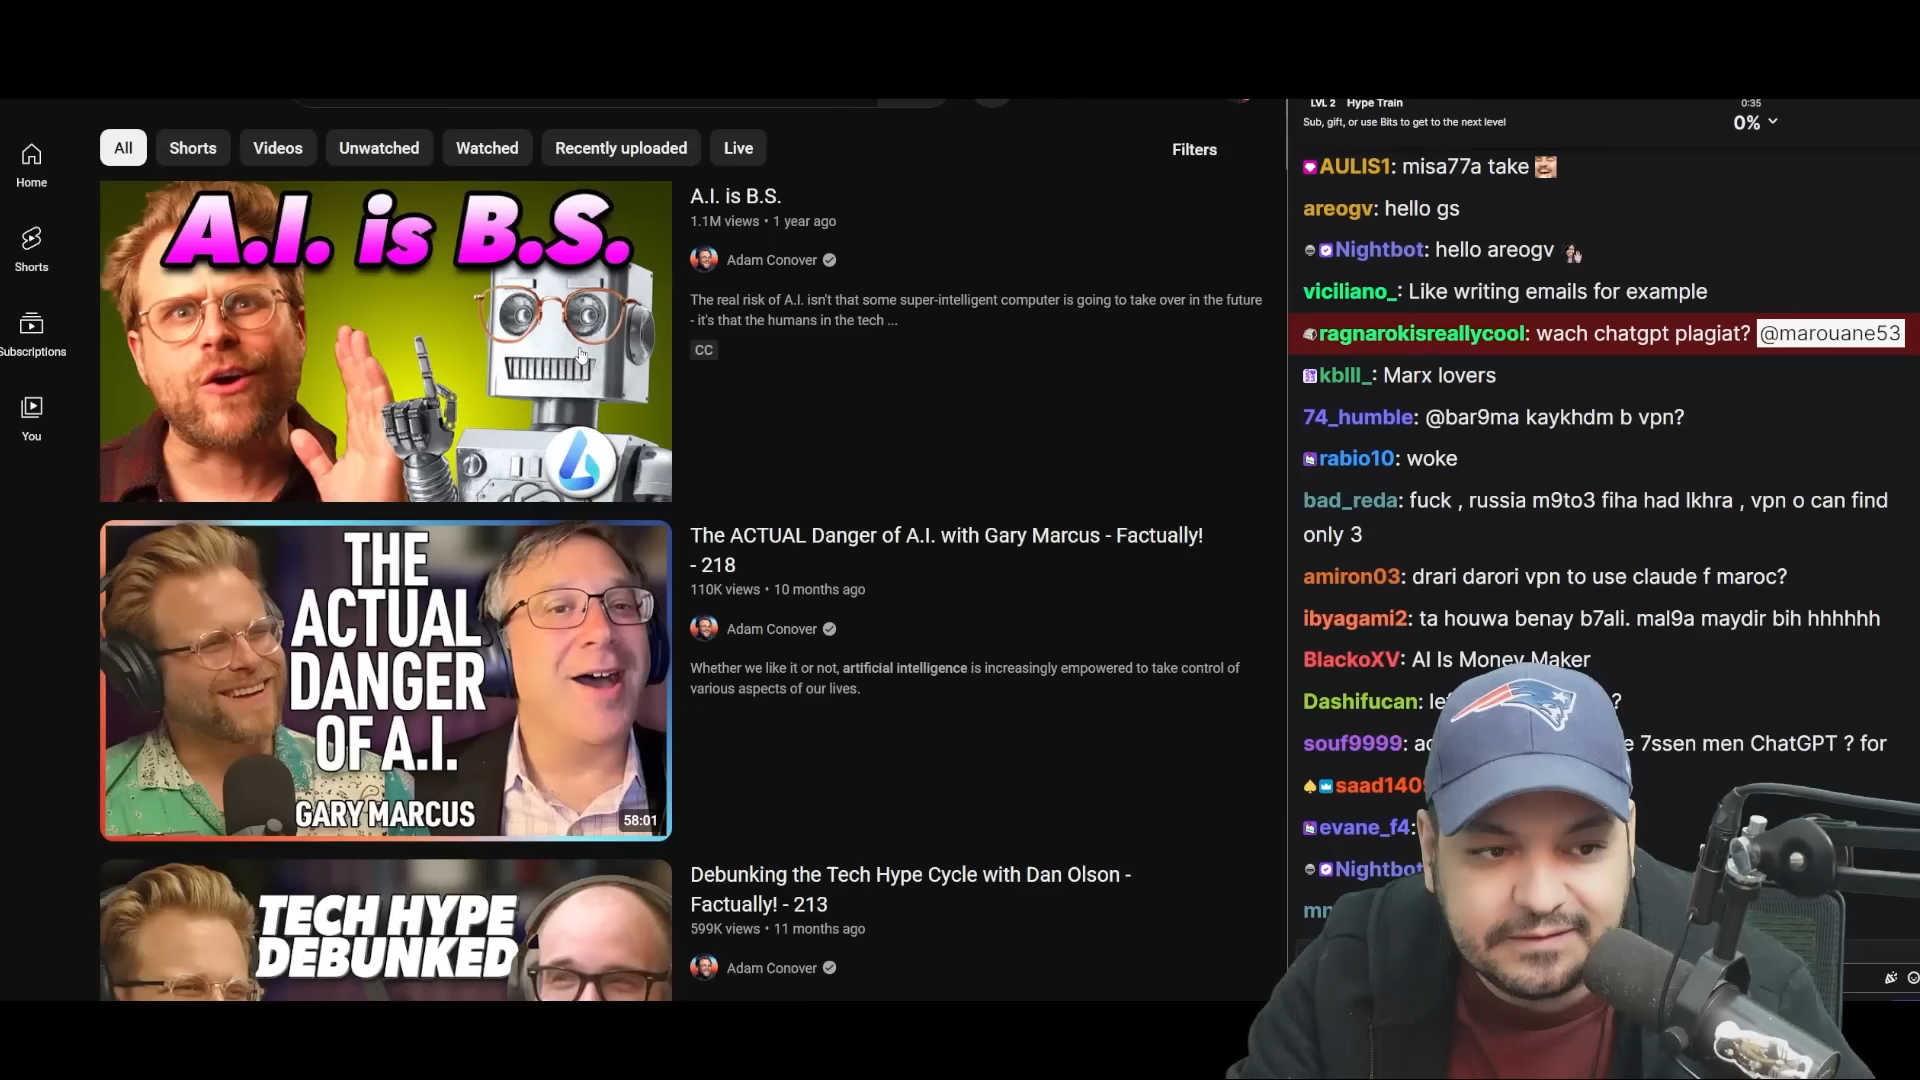 Home
Shorts
Subscriptions
You
All
Shorts
Videos
Unwatched
Watched
Recently uploaded
Live
Filters
A.I. is B.S.
A.I. is B.S.
1.1M views • 1 year ago
Adam Conover
The real risk of A.I. isn't that some super-intelligent computer is going to take over in the future
- it's that the humans in the tech ...
CC
THE
ACTUAL
DANGER
OF A.I.
GARY MARCUS
58:01
The ACTUAL Danger of A.I. with Gary Marcus - Factually!
- 218
110K views • 10 months ago
Adam Conover
Whether we like it or not, artificial intelligence is increasingly empowered to take control of
various aspects of our lives.
TECH HYPE
DEBUNKED
Debunking the Tech Hype Cycle with Dan Olson -
Factually! - 213
599K views • 11 months ago
Adam Conover
LVL 2 Hype Train
0:35
Sub, gift, or use Bits to get to the next level
0%
AULIS1: misa77a take
areogv: hello gs
Nightbot: hello areogv
viciliano_: Like writing emails for example
ragnarokisreallycool: wach chatgpt plagiat? @marouane53
kblll_: Marx lovers
74_humble: @bar9ma kaykhdm b vpn?
rabio10: woke
bad_reda: fuck , russia m9to3 fiha had lkhra , vpn o can find
only 3
amiron03: drari darori vpn to use claude f maroc?
ibyagami2: ta houwa benay b7ali. mal9a maydir bih hhhhhh
BlackoXV: AI Is Money Maker
Dashifucan: ?
souf9999: 7ssen men ChatGPT ? for
evane_f4:
Nightbot